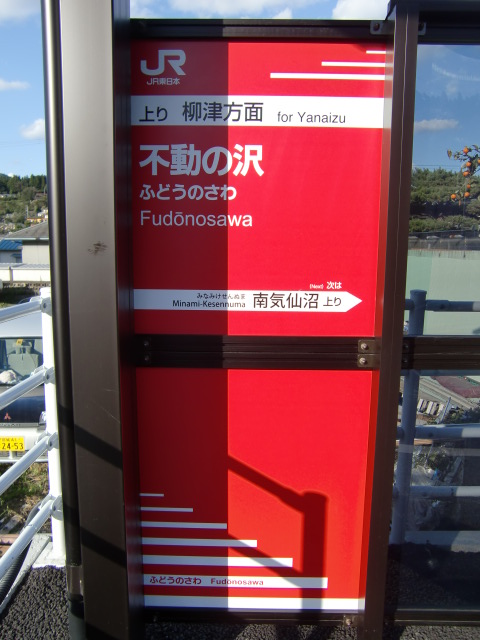 JR
JR東日本
上り 柳津方面 for Yanaizu
不動の沢
ふどうのさわ
Fudōnosawa
(Next) 次は
みなみけせんぬま
Minami-Kesennuma 南気仙沼 上り
24-53
ふどうのさわ Fudōnosawa